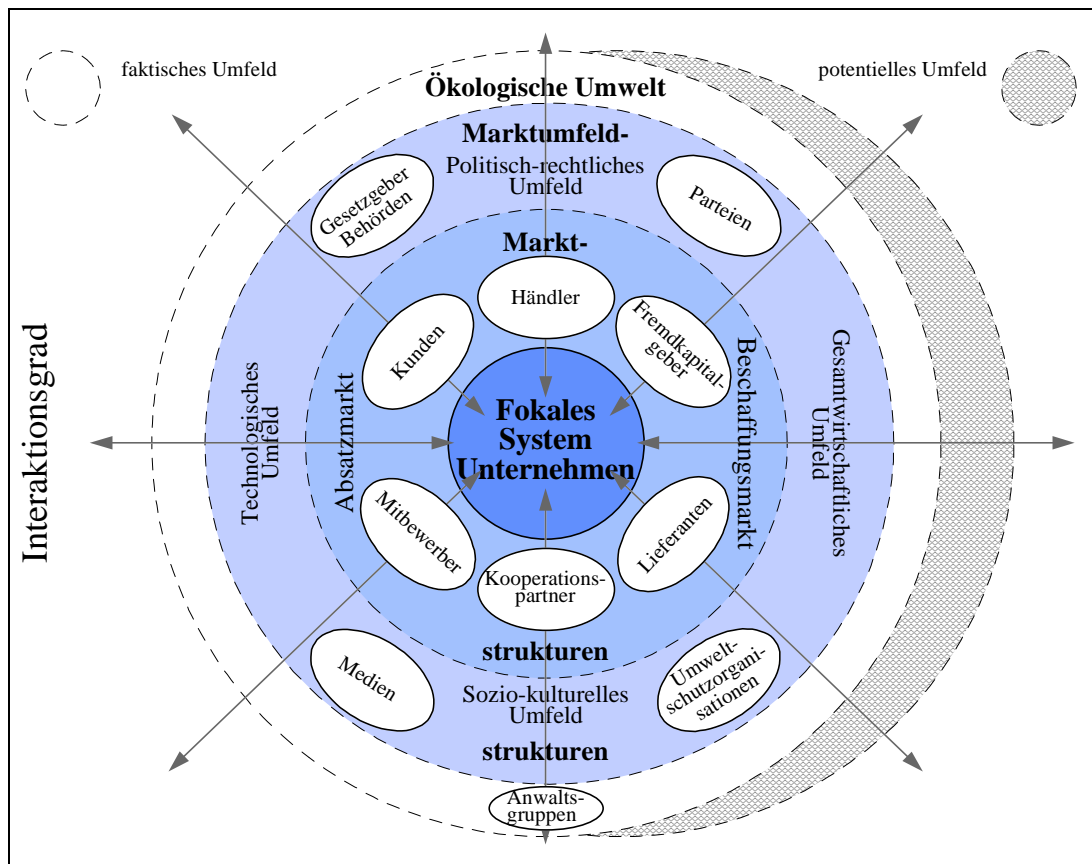 faktisches Umfeld
potentielles Umfeld
Ökologische Umwelt
Marktumfeld-
Politisch-rechtliches
Umfeld
Gesetzgeber
Behörden
Parteien
Markt-
Händler
Kunden
Fremdkapital-
geber
Interaktionsgrad
Technologisches
Umfeld
Absatzmarkt
Fokales
System
Unternehmen
Beschaffungsmarkt
Gesamtwirtschaftliches
Umfeld
Mitbewerber
Kooperations-
partner
Lieferanten
strukturen
Medien
Sozio-kulturelles
Umfeld
Umwelt-
schutzorgani-
sationen
strukturen
Anwalts-
gruppen